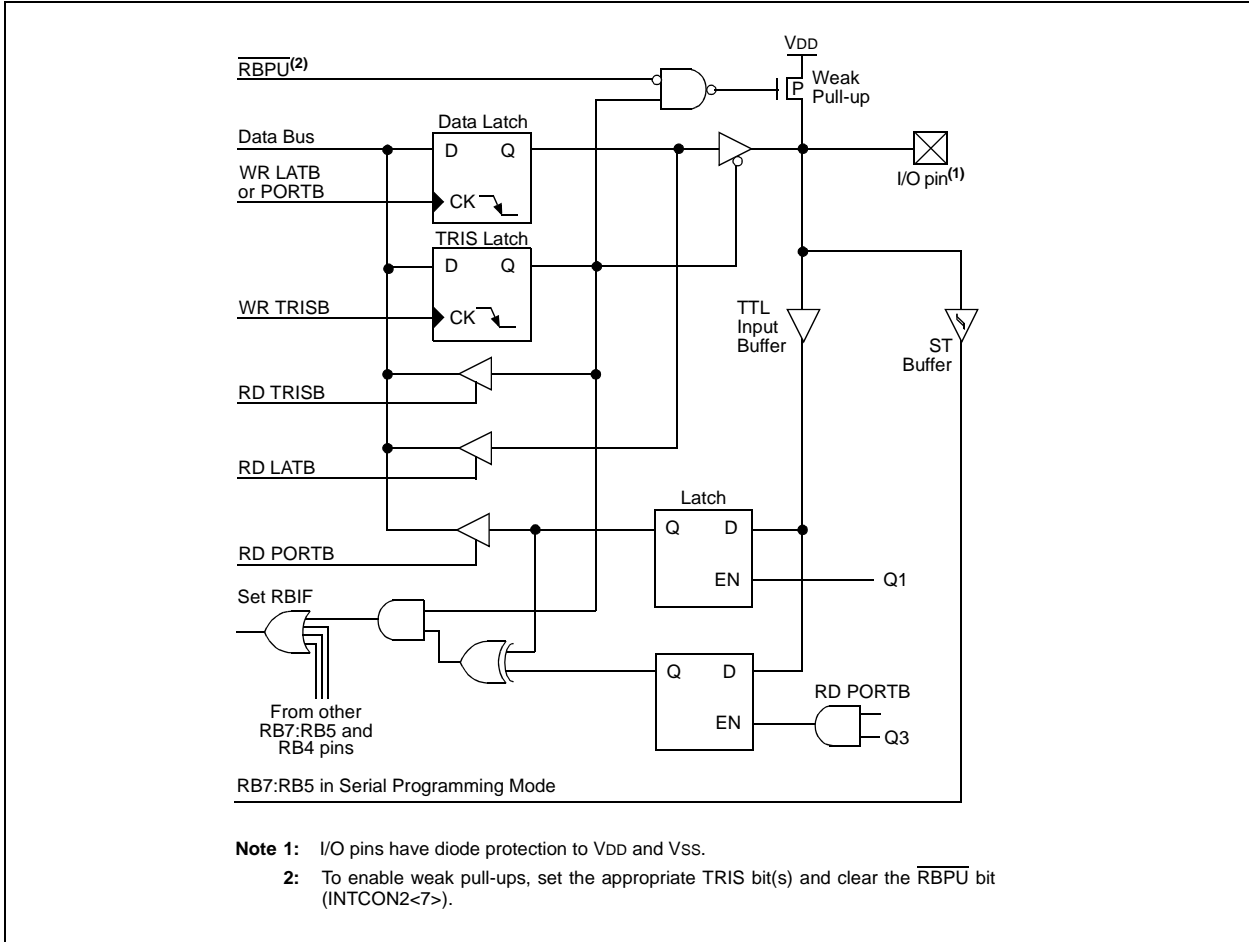 VDD
RBPU(2)
Weak
Pull-up
P
Data Latch
Data Bus
D Q
WR LATB
or PORTB
CK
I/O pin(1)
TRIS Latch
D Q
WR TRISB
CK
TTL
Input
Buffer
ST
Buffer
RD TRISB
RD LATB
Latch
Q D
RD PORTB
EN
Q1
Set RBIF
Q D
RD PORTB
EN
Q3
From other
RB7:RB5 and
RB4 pins
RB7:RB5 in Serial Programming Mode
Note 1: I/O pins have diode protection to VDD and VSS.
2: To enable weak pull-ups, set the appropriate TRIS bit(s) and clear the RBPU bit
(INTCON2<7>).